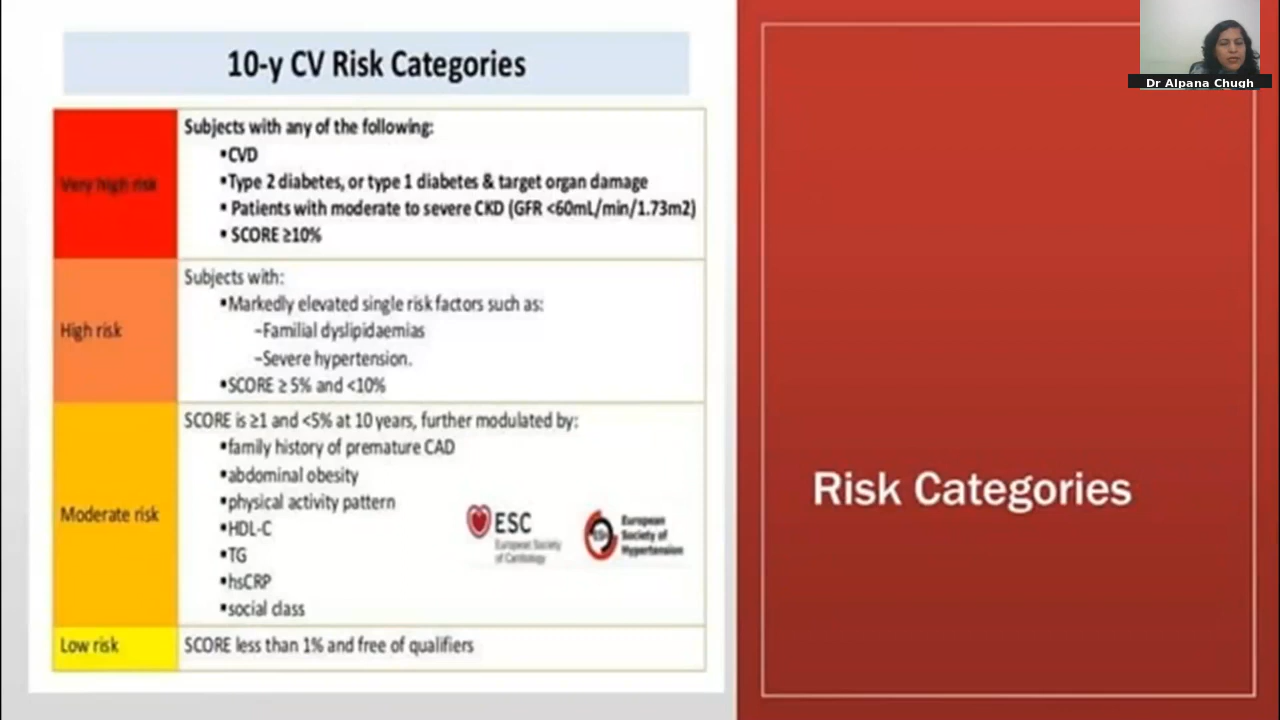 10-y CV Risk Categories
Very high risk
Subjects with any of the following:
▪CVD
▪Type 2 diabetes, or type 1 diabetes & target organ damage
▪ Patients with moderate to severe CKD (GFR <60mL/min/1.73m2)
▪ SCORE ≥10%
High risk
Subjects with:
▪Markedly elevated single risk factors such as:
–Familial dyslipidaemias
–Severe hypertension.
▪SCORE ≥ 5% and <10%
Moderate risk
SCORE is ≥1 and <5% at 10 years, further modulated by:
▪family history of premature CAD
▪abdominal obesity
▪physical activity pattern
▪HDL-C
▪TG
▪hsCRP
▪social class
ESC
European Society
of Cardiology
European
Society of
Hypertension
Low risk
SCORE less than 1% and free of qualifiers
Risk Categories
Dr Alpana Chugh